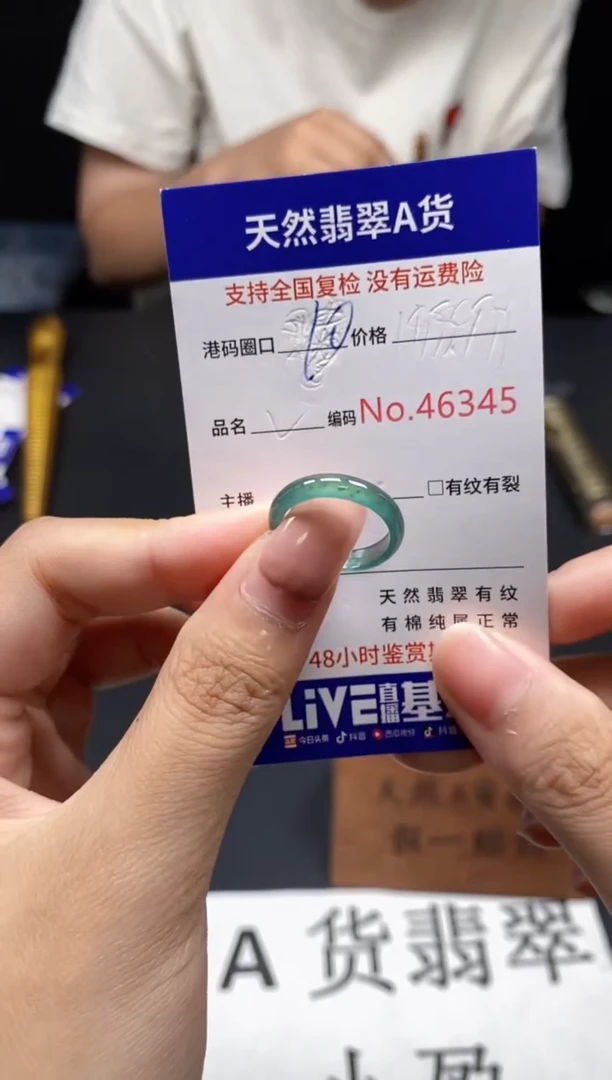 天然翡翠A货
支持全国复检 没有运费险
港码圈口 价格
品名 编码No.46345
主播 □有纹有裂
天然翡翠有纹
有棉纯属正常
48小时鉴赏
LiVE直播基
今日头条 抖音 西瓜视频 抖音
A货翡翠